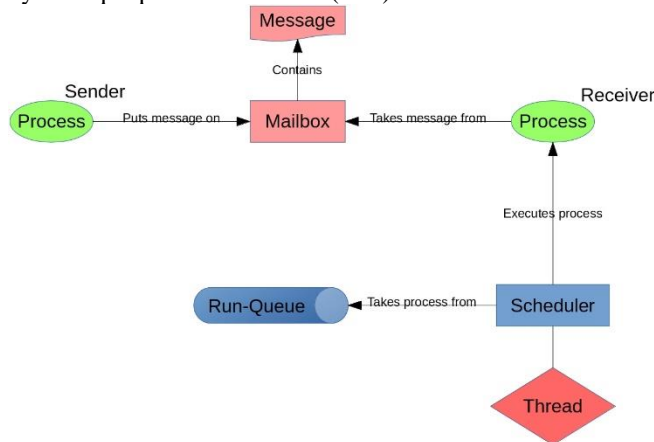 Message
Contains
Sender
Receiver
Process
Puts message on
Mailbox
Takes message from
Process
Executes process
Run-Queue
Takes process from
Scheduler
Thread